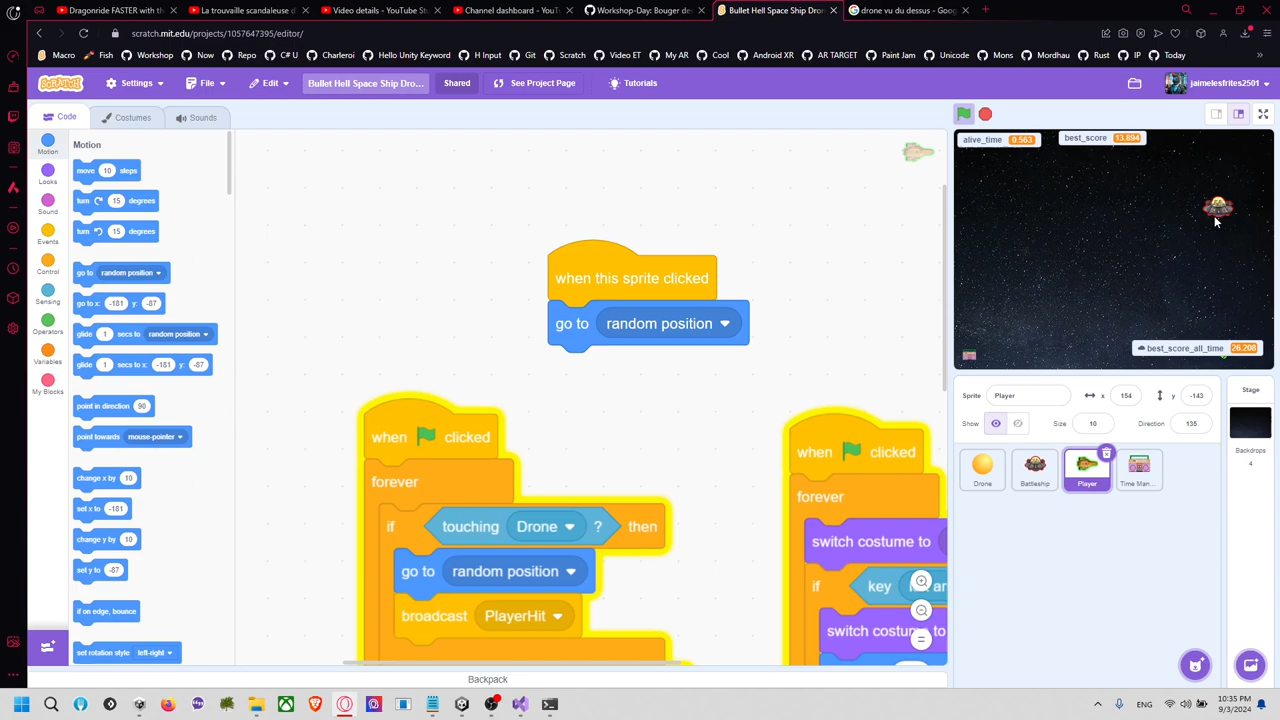 Dragonride FASTER with th
La trouvaille scandaleuse d'
Video details - YouTube St
Channel dashboard - YouT
Workshop-Day: Bouger de
Bullet Hell Space Ship Dro
drone vu du dessus - Goog
scratch.mit.edu/projects/1057647395/editor/
Macro
Fish
Workshop
Now
Repo
C# U
Charleroi
Hello Unity Keyword
H Input
Git
Scratch
Video ET
My AR
Cool
Android XR
AR TARGET
Paint Jam
Unicode
Mons
Mordhau
Rust
IP
Today
SCRATCH
Settings
File
Edit
Bullet Hell Space Ship Dro...
Shared
See Project Page
Tutorials
jaimelesfrites2501
Code
Costumes
Sounds
Motion
Looks
Sound
Events
Control
Sensing
Operators
Variables
My Blocks
Motion
move 10 steps
turn 15 degrees
turn 15 degrees
go to random position
go to x: -181 y: -87
glide 1 secs to random position
glide 1 secs to x: -181 y: -87
point in direction 90
point towards mouse-pointer
change x by 10
set x to -181
change y by 10
set y to -87
if on edge, bounce
set rotation style left-right
when this sprite clicked
go to random position
when clicked
forever
if touching Drone ? then
go to random position
broadcast PlayerHit
when clicked
forever
switch costume to
if key
switch costume to
alive_time 0.563
best_score 13.894
best_score_all_time 26.208
Sprite Player
x 154
y -143
Show
Size 10
Direction 135
Drone
Battleship
Player
Time Man...
Stage
Backdrops
4
Backpack
ENG
10:35 PM
9/3/2024